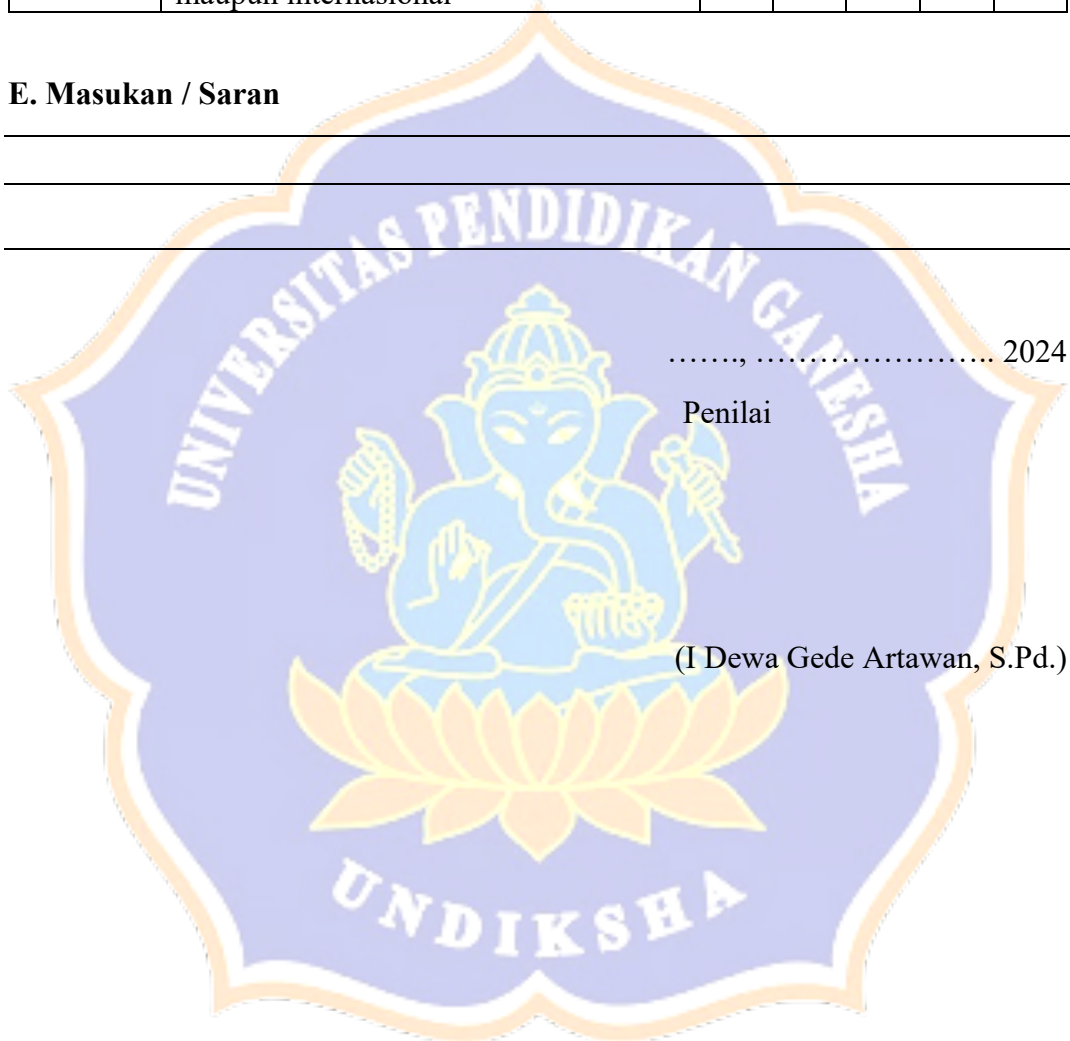 maupun internasional
E. Masukan / Saran
UNIVERSITAS PENDIDIKAN GANESHA
……., ………………….. 2024
Penilai
(I Dewa Gede Artawan, S.Pd.)
UNDIKSHA